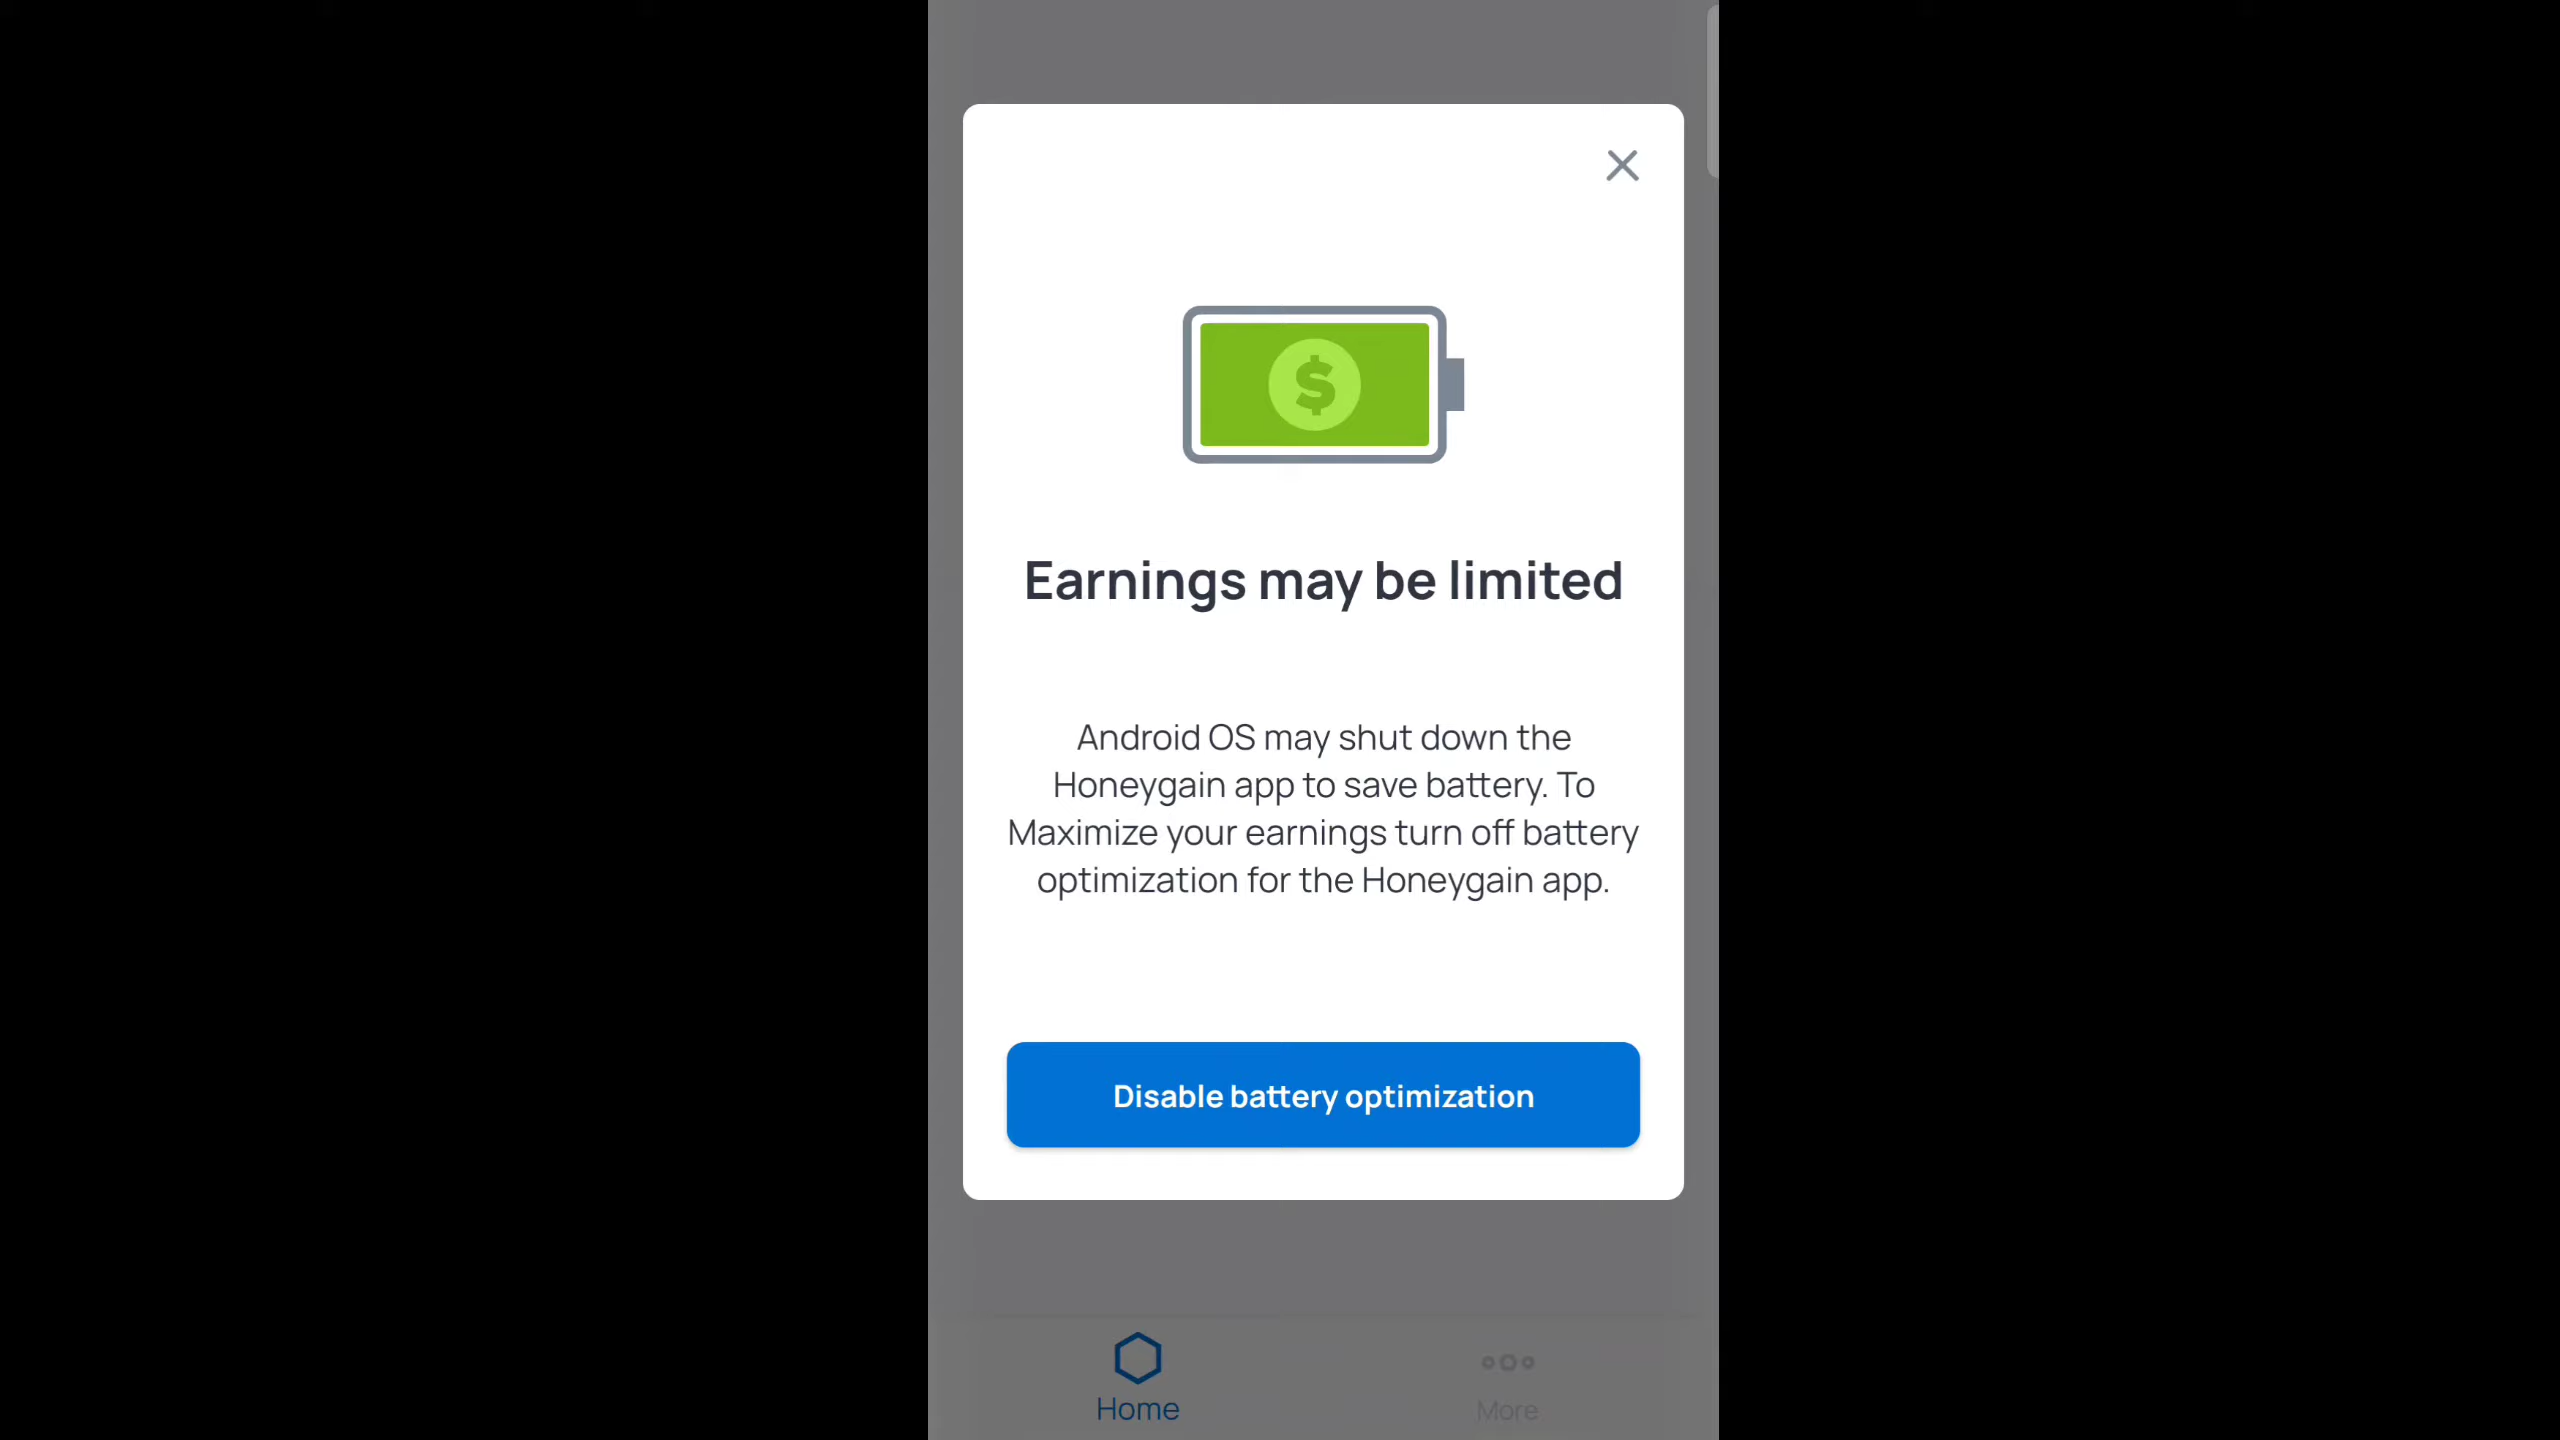 $
Earnings may be limited
Android OS may shut down the
Honeygain app to save battery. To
Maximize your earnings turn off battery
optimization for the Honeygain app.
Disable battery optimization
Home
More